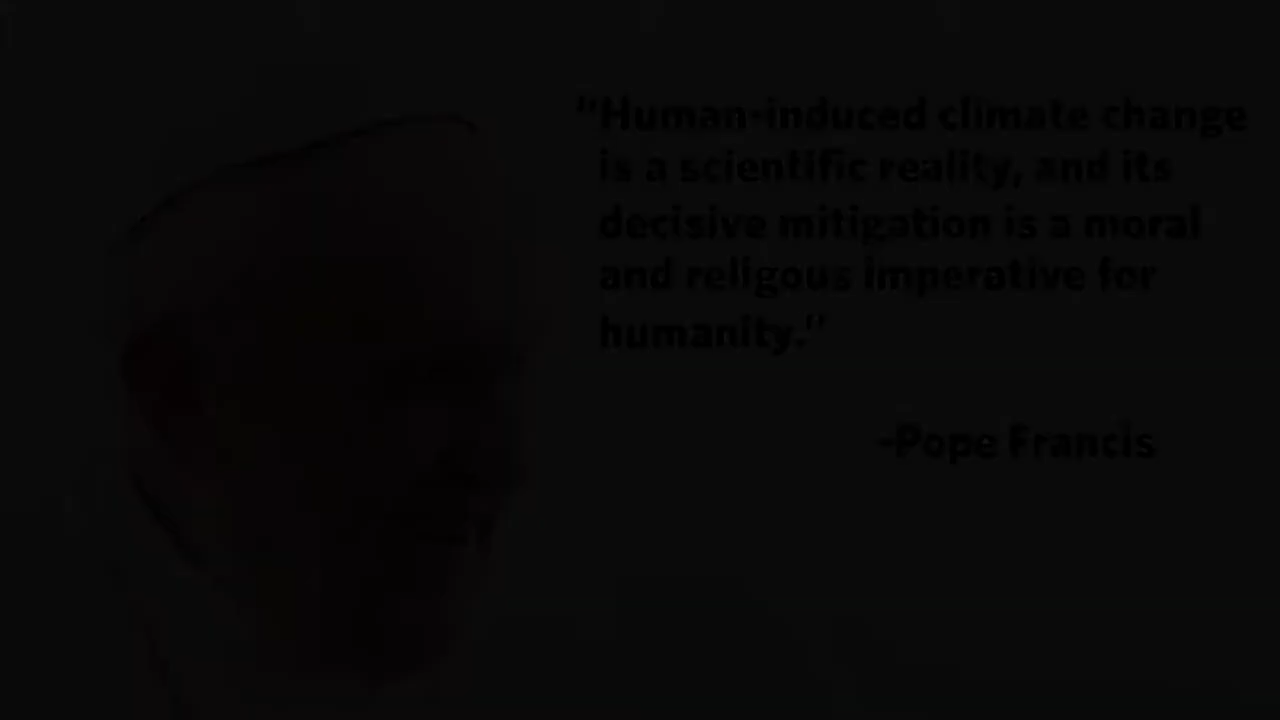 "Human-induced climate change
is a scientific reality, and its
decisive mitigation is a moral
and religous imperative for
humanity."
-Pope Francis